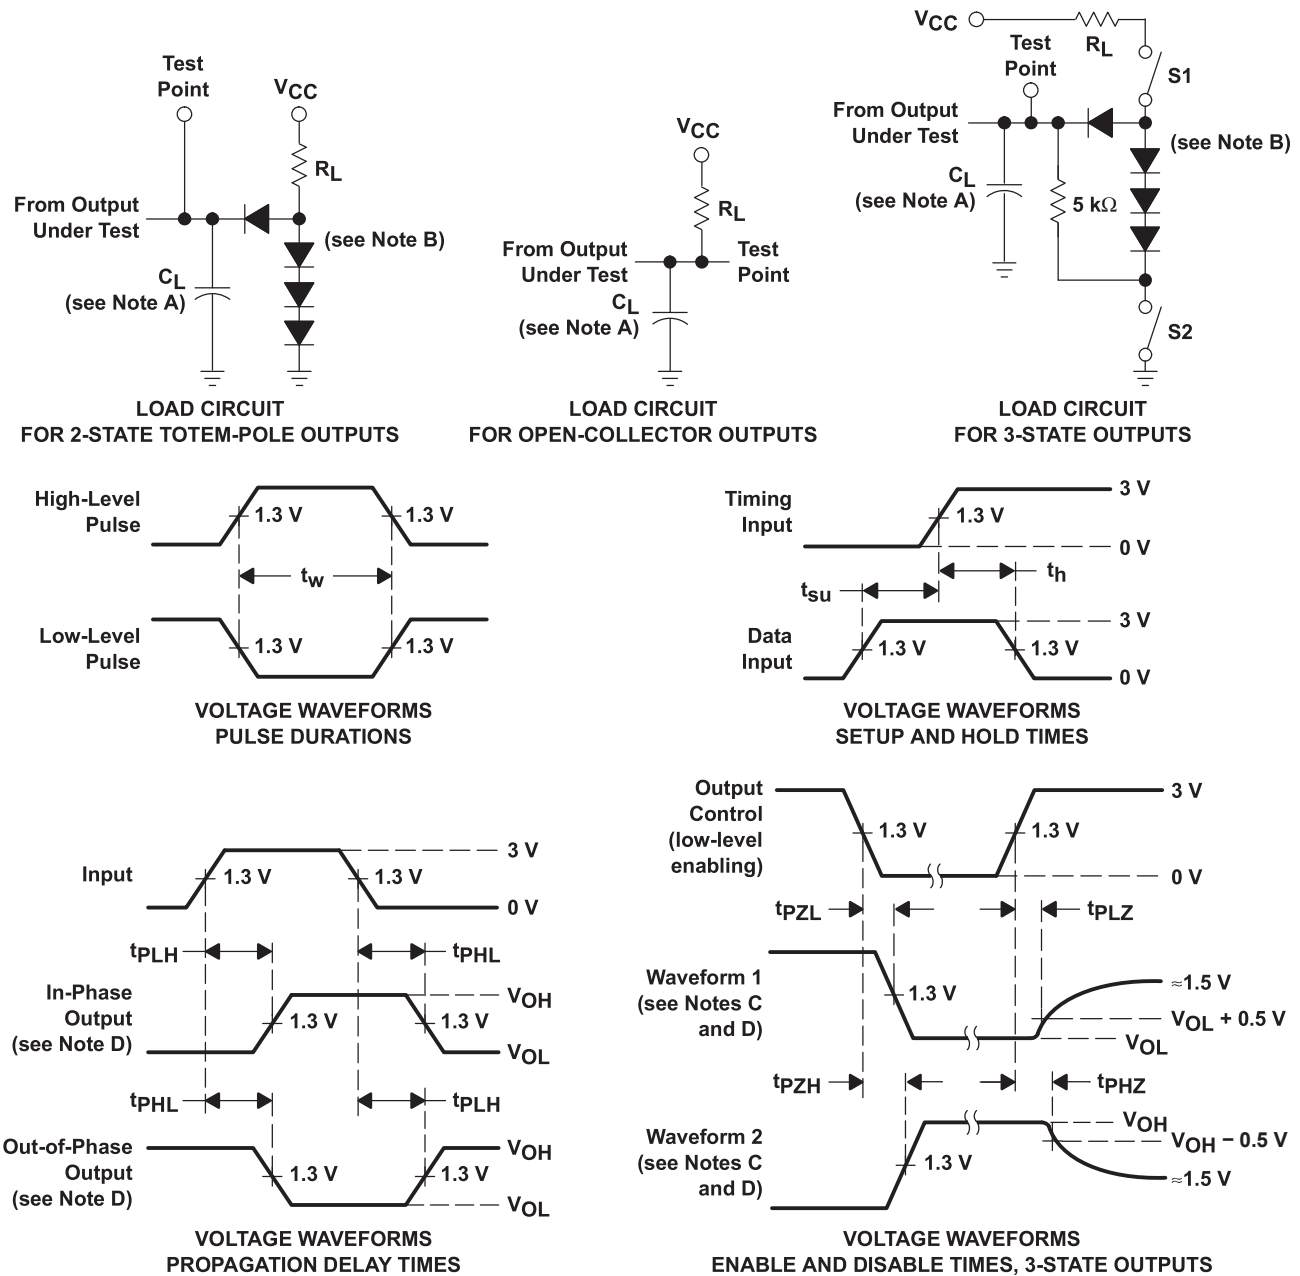 Test
Point
VCC
RL
From Output
Under Test
(see Note B)
CL
(see Note A)
LOAD CIRCUIT
FOR 2-STATE TOTEM-POLE OUTPUTS
VCC
RL
From Output
Under Test
Test
Point
CL
(see Note A)
LOAD CIRCUIT
FOR OPEN-COLLECTOR OUTPUTS
VCC
RL
Test
Point
S1
From Output
Under Test
(see Note B)
CL
(see Note A)
5 kΩ
S2
LOAD CIRCUIT
FOR 3-STATE OUTPUTS
High-Level
Pulse
1.3 V
1.3 V
tw
Low-Level
Pulse
1.3 V
1.3 V
VOLTAGE WAVEFORMS
PULSE DURATIONS
Timing
Input
1.3 V
3 V
0 V
th
tsu
Data
Input
1.3 V
1.3 V
3 V
0 V
VOLTAGE WAVEFORMS
SETUP AND HOLD TIMES
Input
1.3 V
1.3 V
3 V
0 V
tPLH
tPHL
In-Phase
Output
(see Note D)
1.3 V
1.3 V
VOH
VOL
tPHL
tPLH
Out-of-Phase
Output
(see Note D)
1.3 V
1.3 V
VOH
VOL
VOLTAGE WAVEFORMS
PROPAGATION DELAY TIMES
Output
Control
(low-level
enabling)
1.3 V
1.3 V
3 V
0 V
tPZL
tPLZ
Waveform 1
(see Notes C
and D)
1.3 V
≈1.5 V
VOL + 0.5 V
VOL
tPZH
tPHZ
Waveform 2
(see Notes C
and D)
1.3 V
VOH
VOH − 0.5 V
≈1.5 V
VOLTAGE WAVEFORMS
ENABLE AND DISABLE TIMES, 3-STATE OUTPUTS